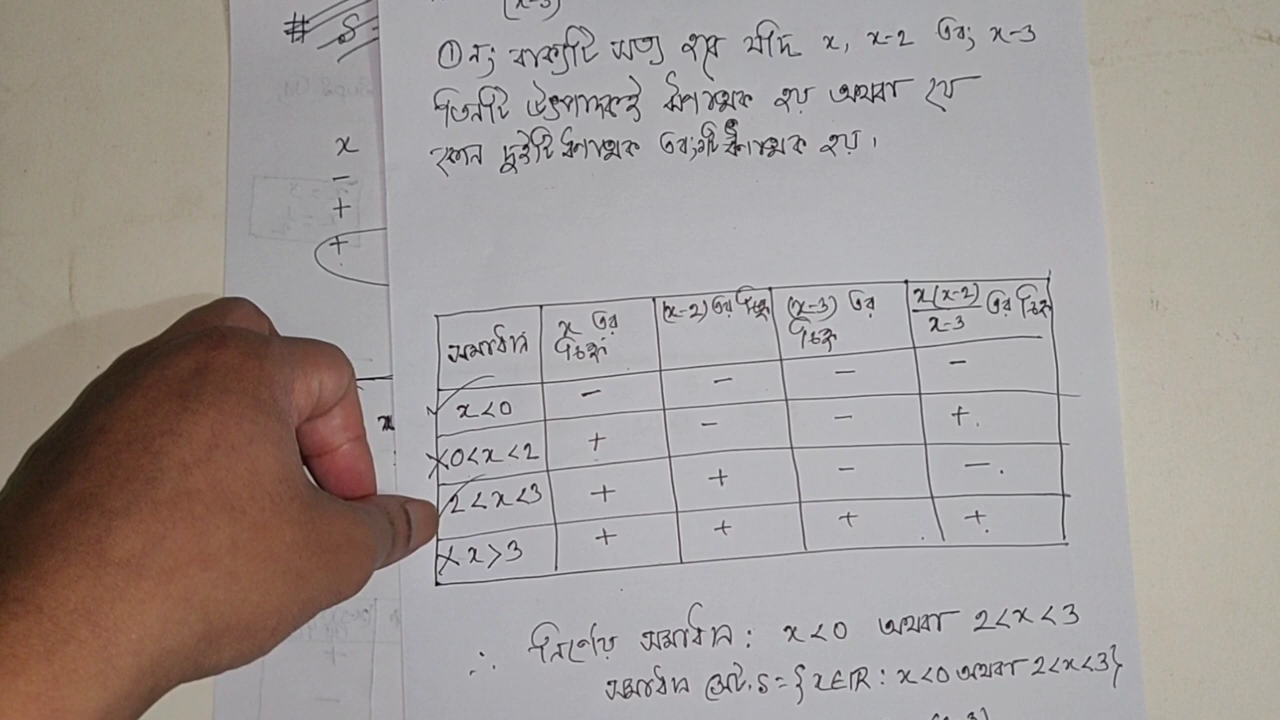 (x-3)
# S
① নং বাক্যটি সত্য হবে যদি x, x-2 এবং x-3
তিনটি উৎপাদকই ঋণাত্মক হয় অথবা যে
কোন দুইটি ধনাত্মক এবং ১টি ঋণাত্মক হয়।
x
-
+
+
সমাধান x এর চিহ্ন (x-2) এর চিহ্ন (x-3) এর চিহ্ন x(x-2)/x-3 এর চিহ্ন
x<0 - - - -
0<x<2 + - - +
2<x<3 + + - -
x>3 + + + +
∴ নির্ণেয় সমাধান: x<0 অথবা 2<x<3
সমাধান সেট, S = {x∈R : x<0 অথবা 2<x<3}